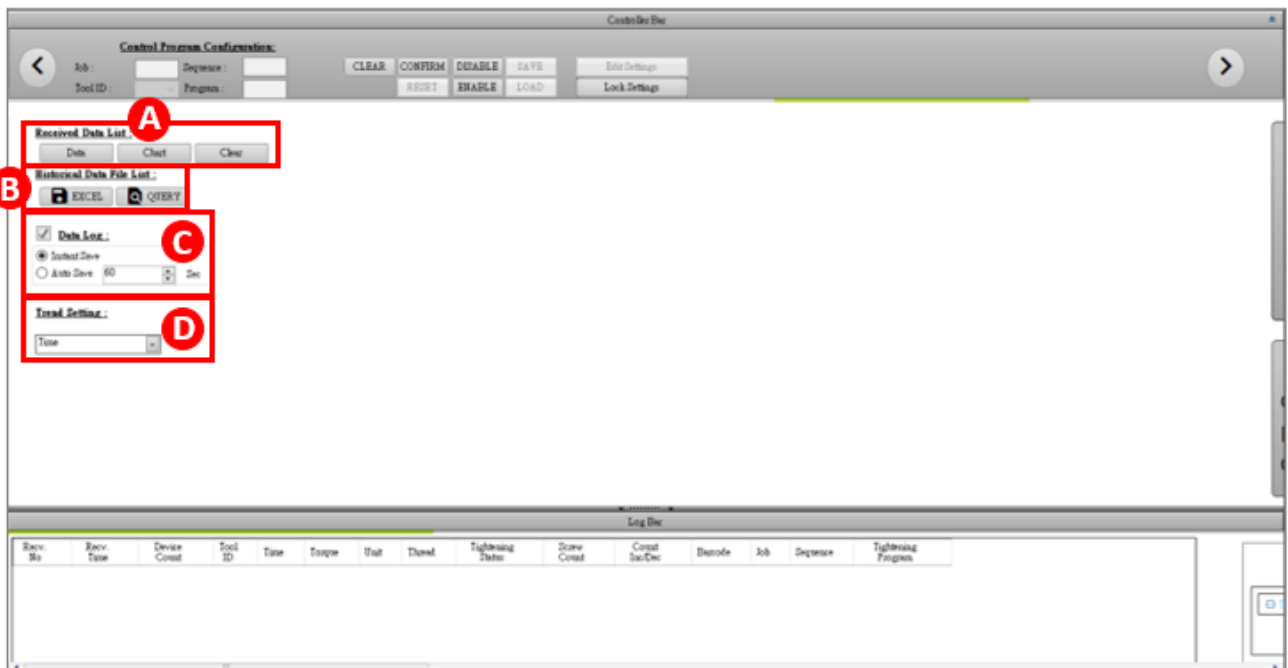 Controller Bar
Control Program Configuration:
Job : Sequence : CLEAR CONFIRM DISABLE SAVE Edit Settings
Tool ID : Program : RESET ENABLE LOAD Lock Settings
A
Received Data List :
Data Chart Clear
B
Historical Data File List :
EXCEL QUERY
C
Data Log :
Instant Save
Auto Save 60 Sec
D
Trend Setting :
Time
Log Bar
Recv. No Recv. Time Device Count Tool ID Time Torque Unit Thread Tightening Status Screw Count Count Inc/Dec Barcode Job Sequence Tightening Program